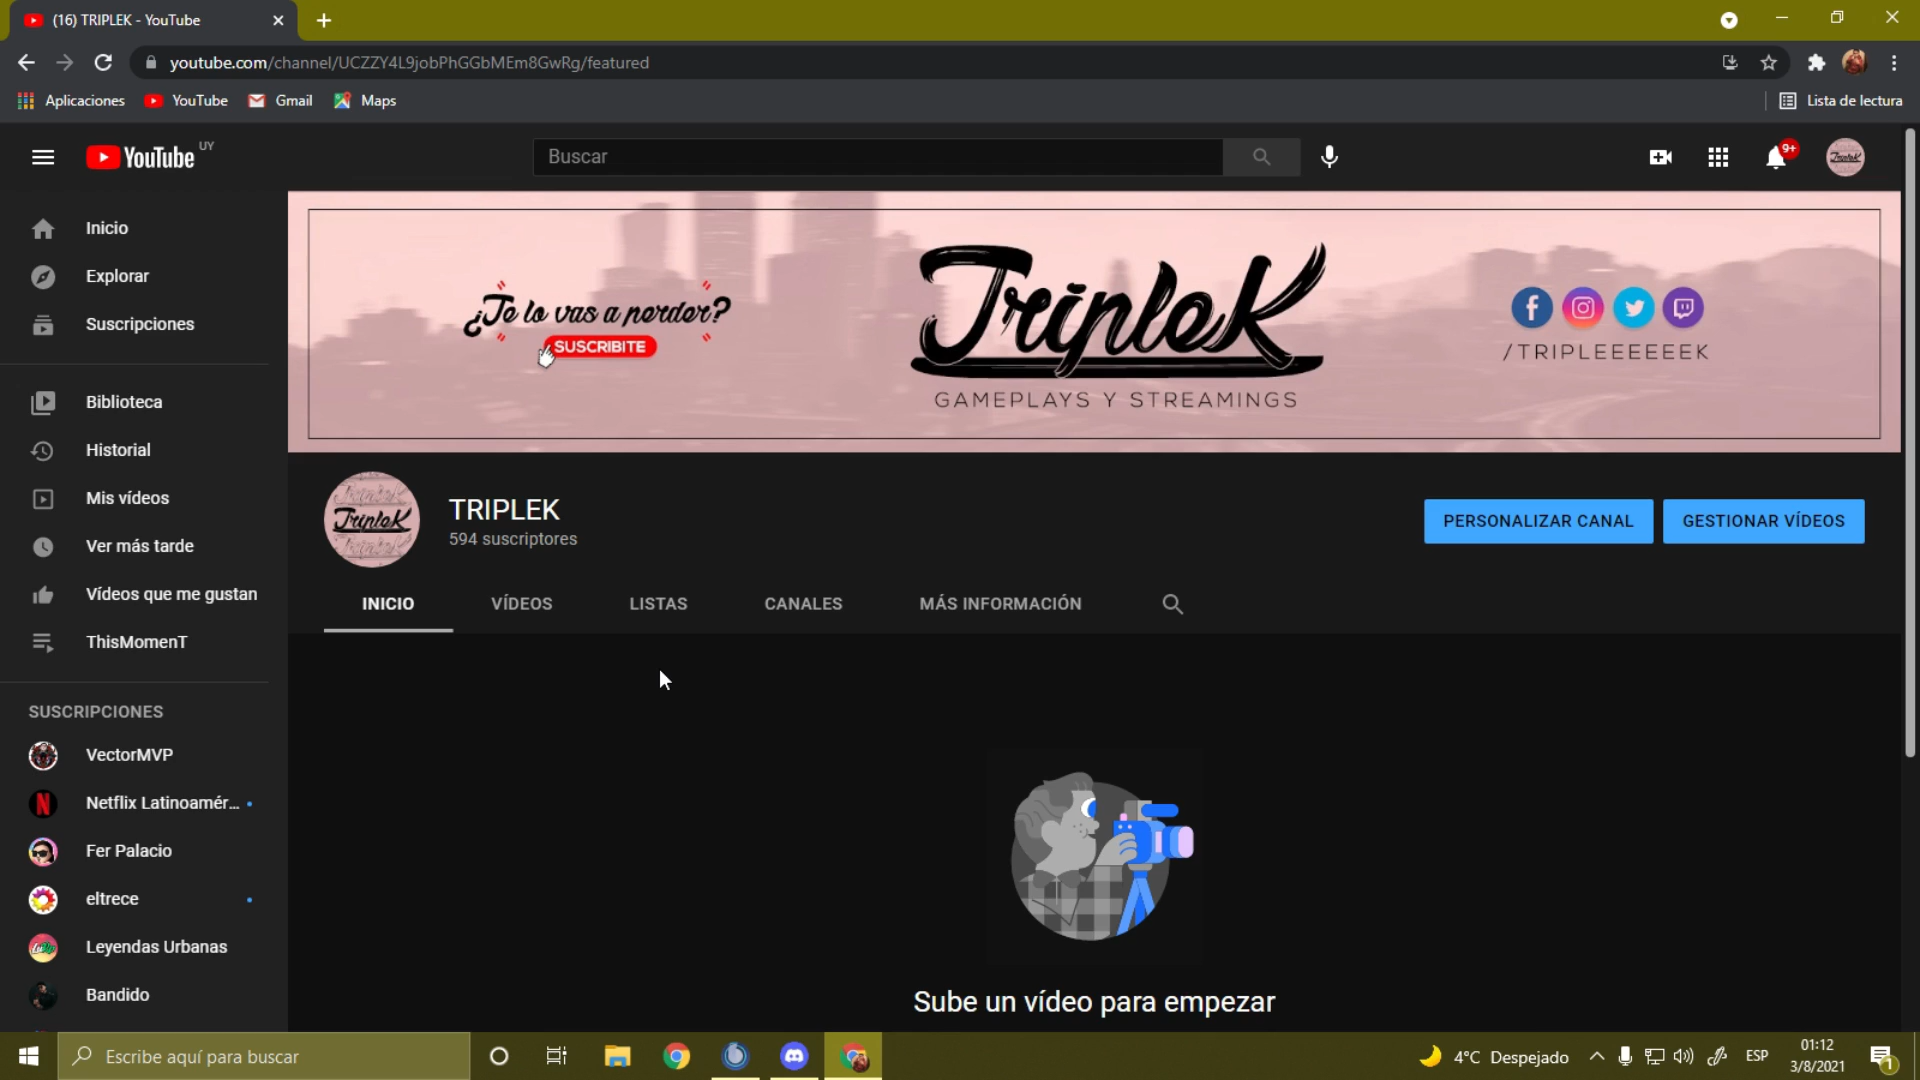 (16) TRIPLEK - YouTube
youtube.com/channel/UCZZY4L9jobPhGGbMEm8GwRg/featured
Aplicaciones
YouTube
Gmail
Maps
Lista de lectura
YouTube UY
Buscar
9+
Inicio
Explorar
Suscripciones
Biblioteca
Historial
Mis vídeos
Ver más tarde
Vídeos que me gustan
ThisMomenT
SUSCRIPCIONES
VectorMVP
Netflix Latinoamér...
Fer Palacio
eltrece
Leyendas Urbanas
Bandido
¿Te lo vas a perder?
SUSCRIBITE
TripleK
GAMEPLAYS Y STREAMINGS
/TRIPLEEEEEEK
TripleK
TRIPLEK
594 suscriptores
PERSONALIZAR CANAL
GESTIONAR VÍDEOS
INICIO
VÍDEOS
LISTAS
CANALES
MÁS INFORMACIÓN
Sube un vídeo para empezar
Escribe aquí para buscar
4°C Despejado
ESP
01:12
3/8/2021
1